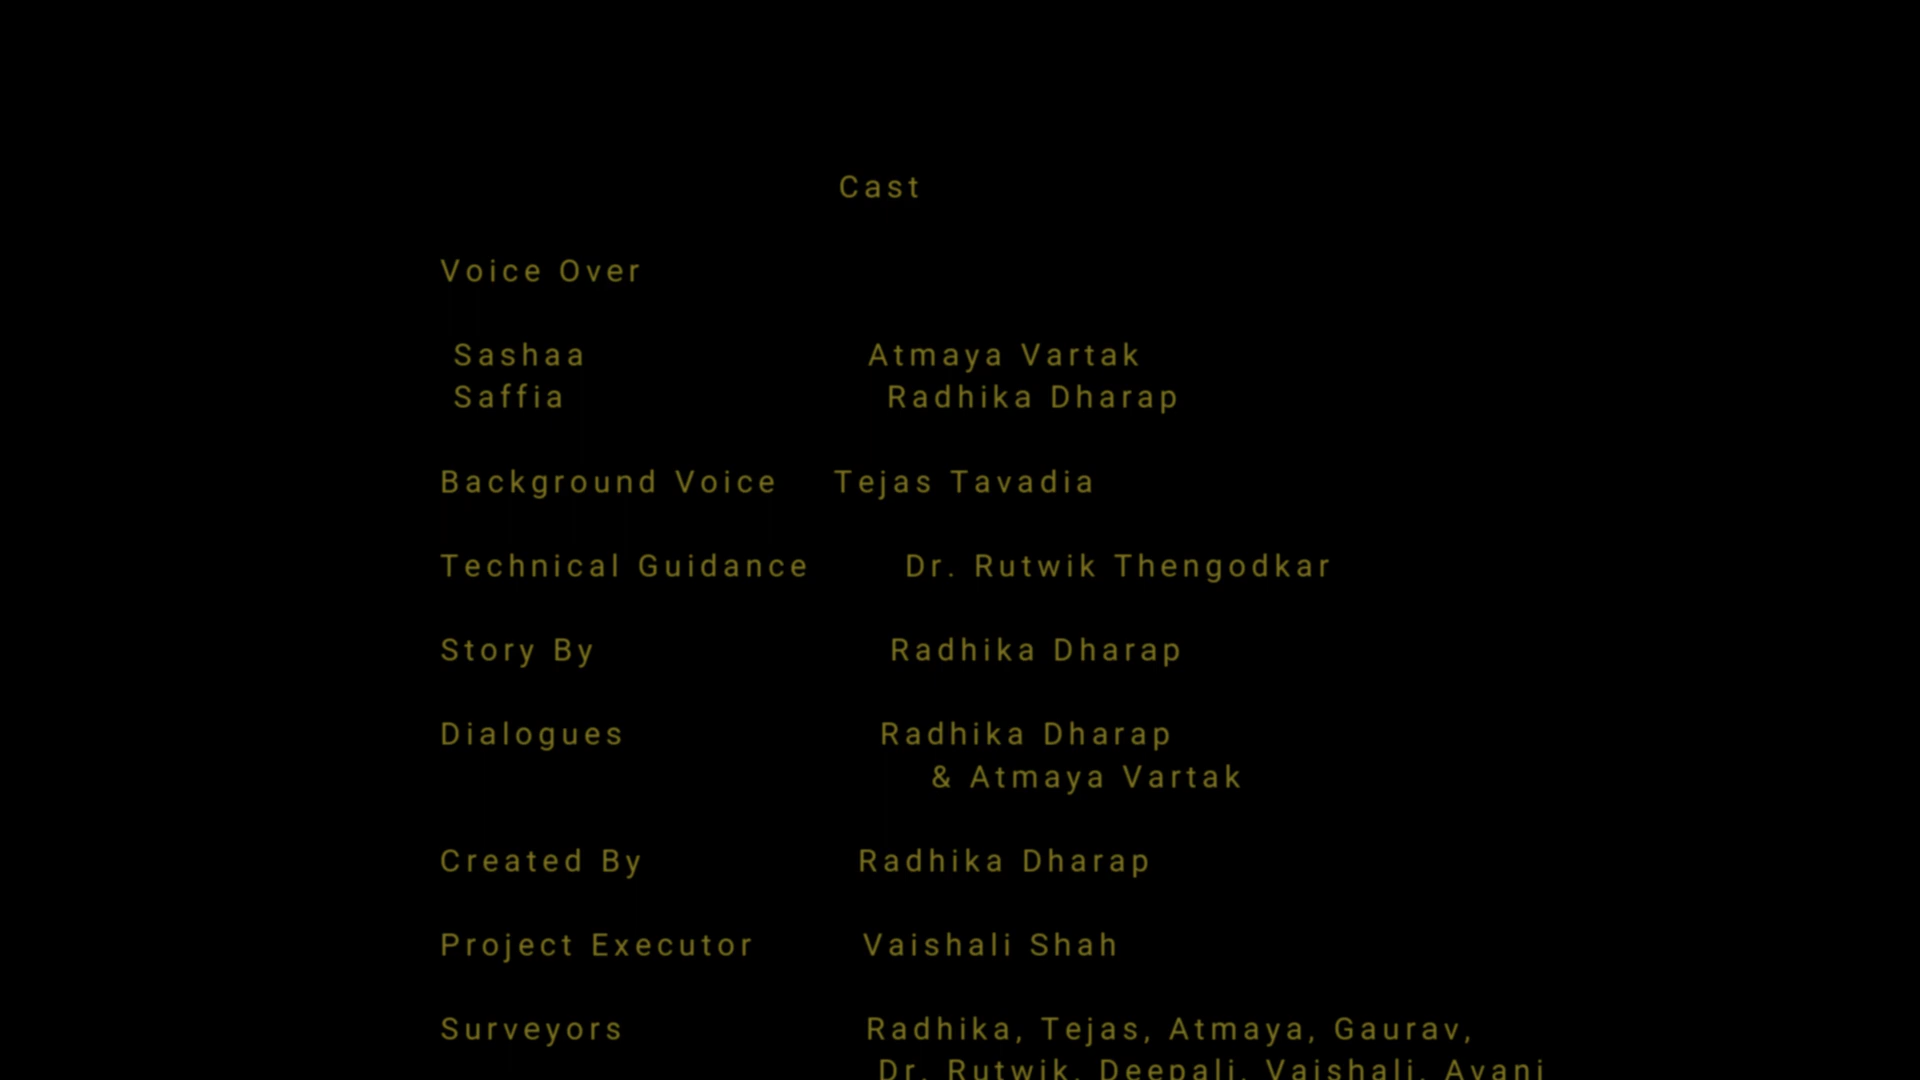 Cast
Voice Over
Sashaa Atmaya Vartak
Saffia Radhika Dharap
Background Voice Tejas Tavadia
Technical Guidance Dr. Rutwik Thengodkar
Story By Radhika Dharap
Dialogues Radhika Dharap
& Atmaya Vartak
Created By Radhika Dharap
Project Executor Vaishali Shah
Surveyors Radhika, Tejas, Atmaya, Gaurav,
Dr. Rutwik, Deepali, Vaishali, Avani